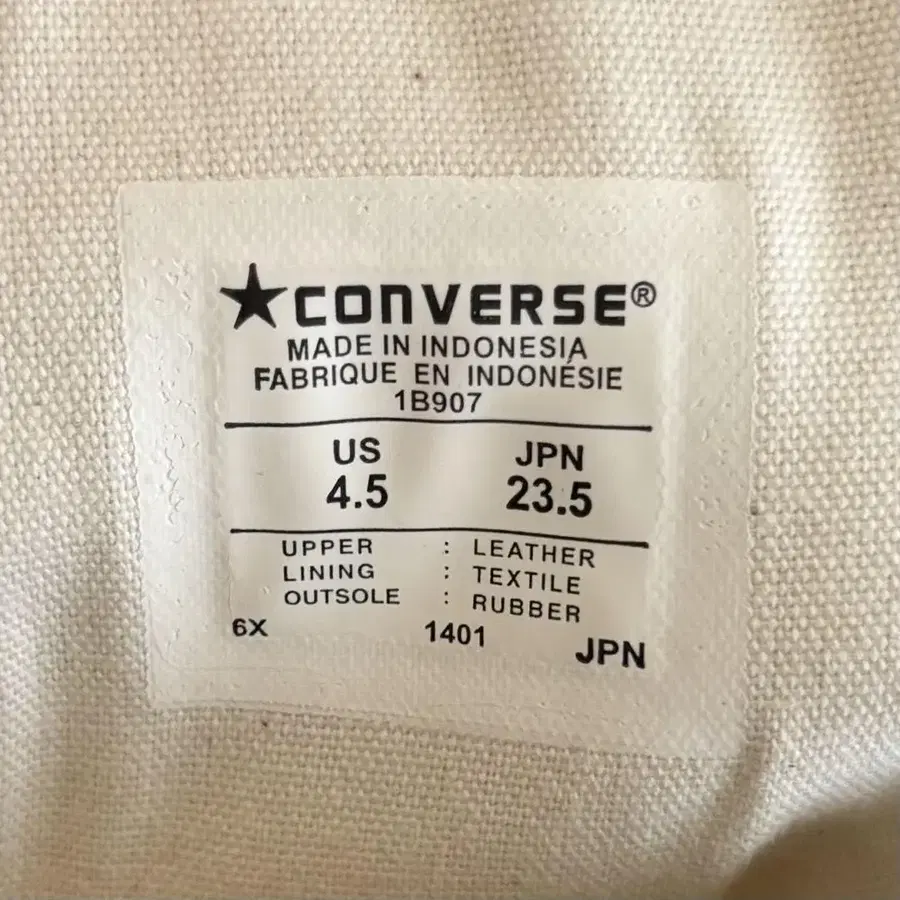 ★CONVERSE®
MADE IN INDONESIA
FABRIQUE EN INDONÉSIE
1B907
US JPN
4.5 23.5
UPPER : LEATHER
LINING : TEXTILE
OUTSOLE : RUBBER
6X 1401 JPN